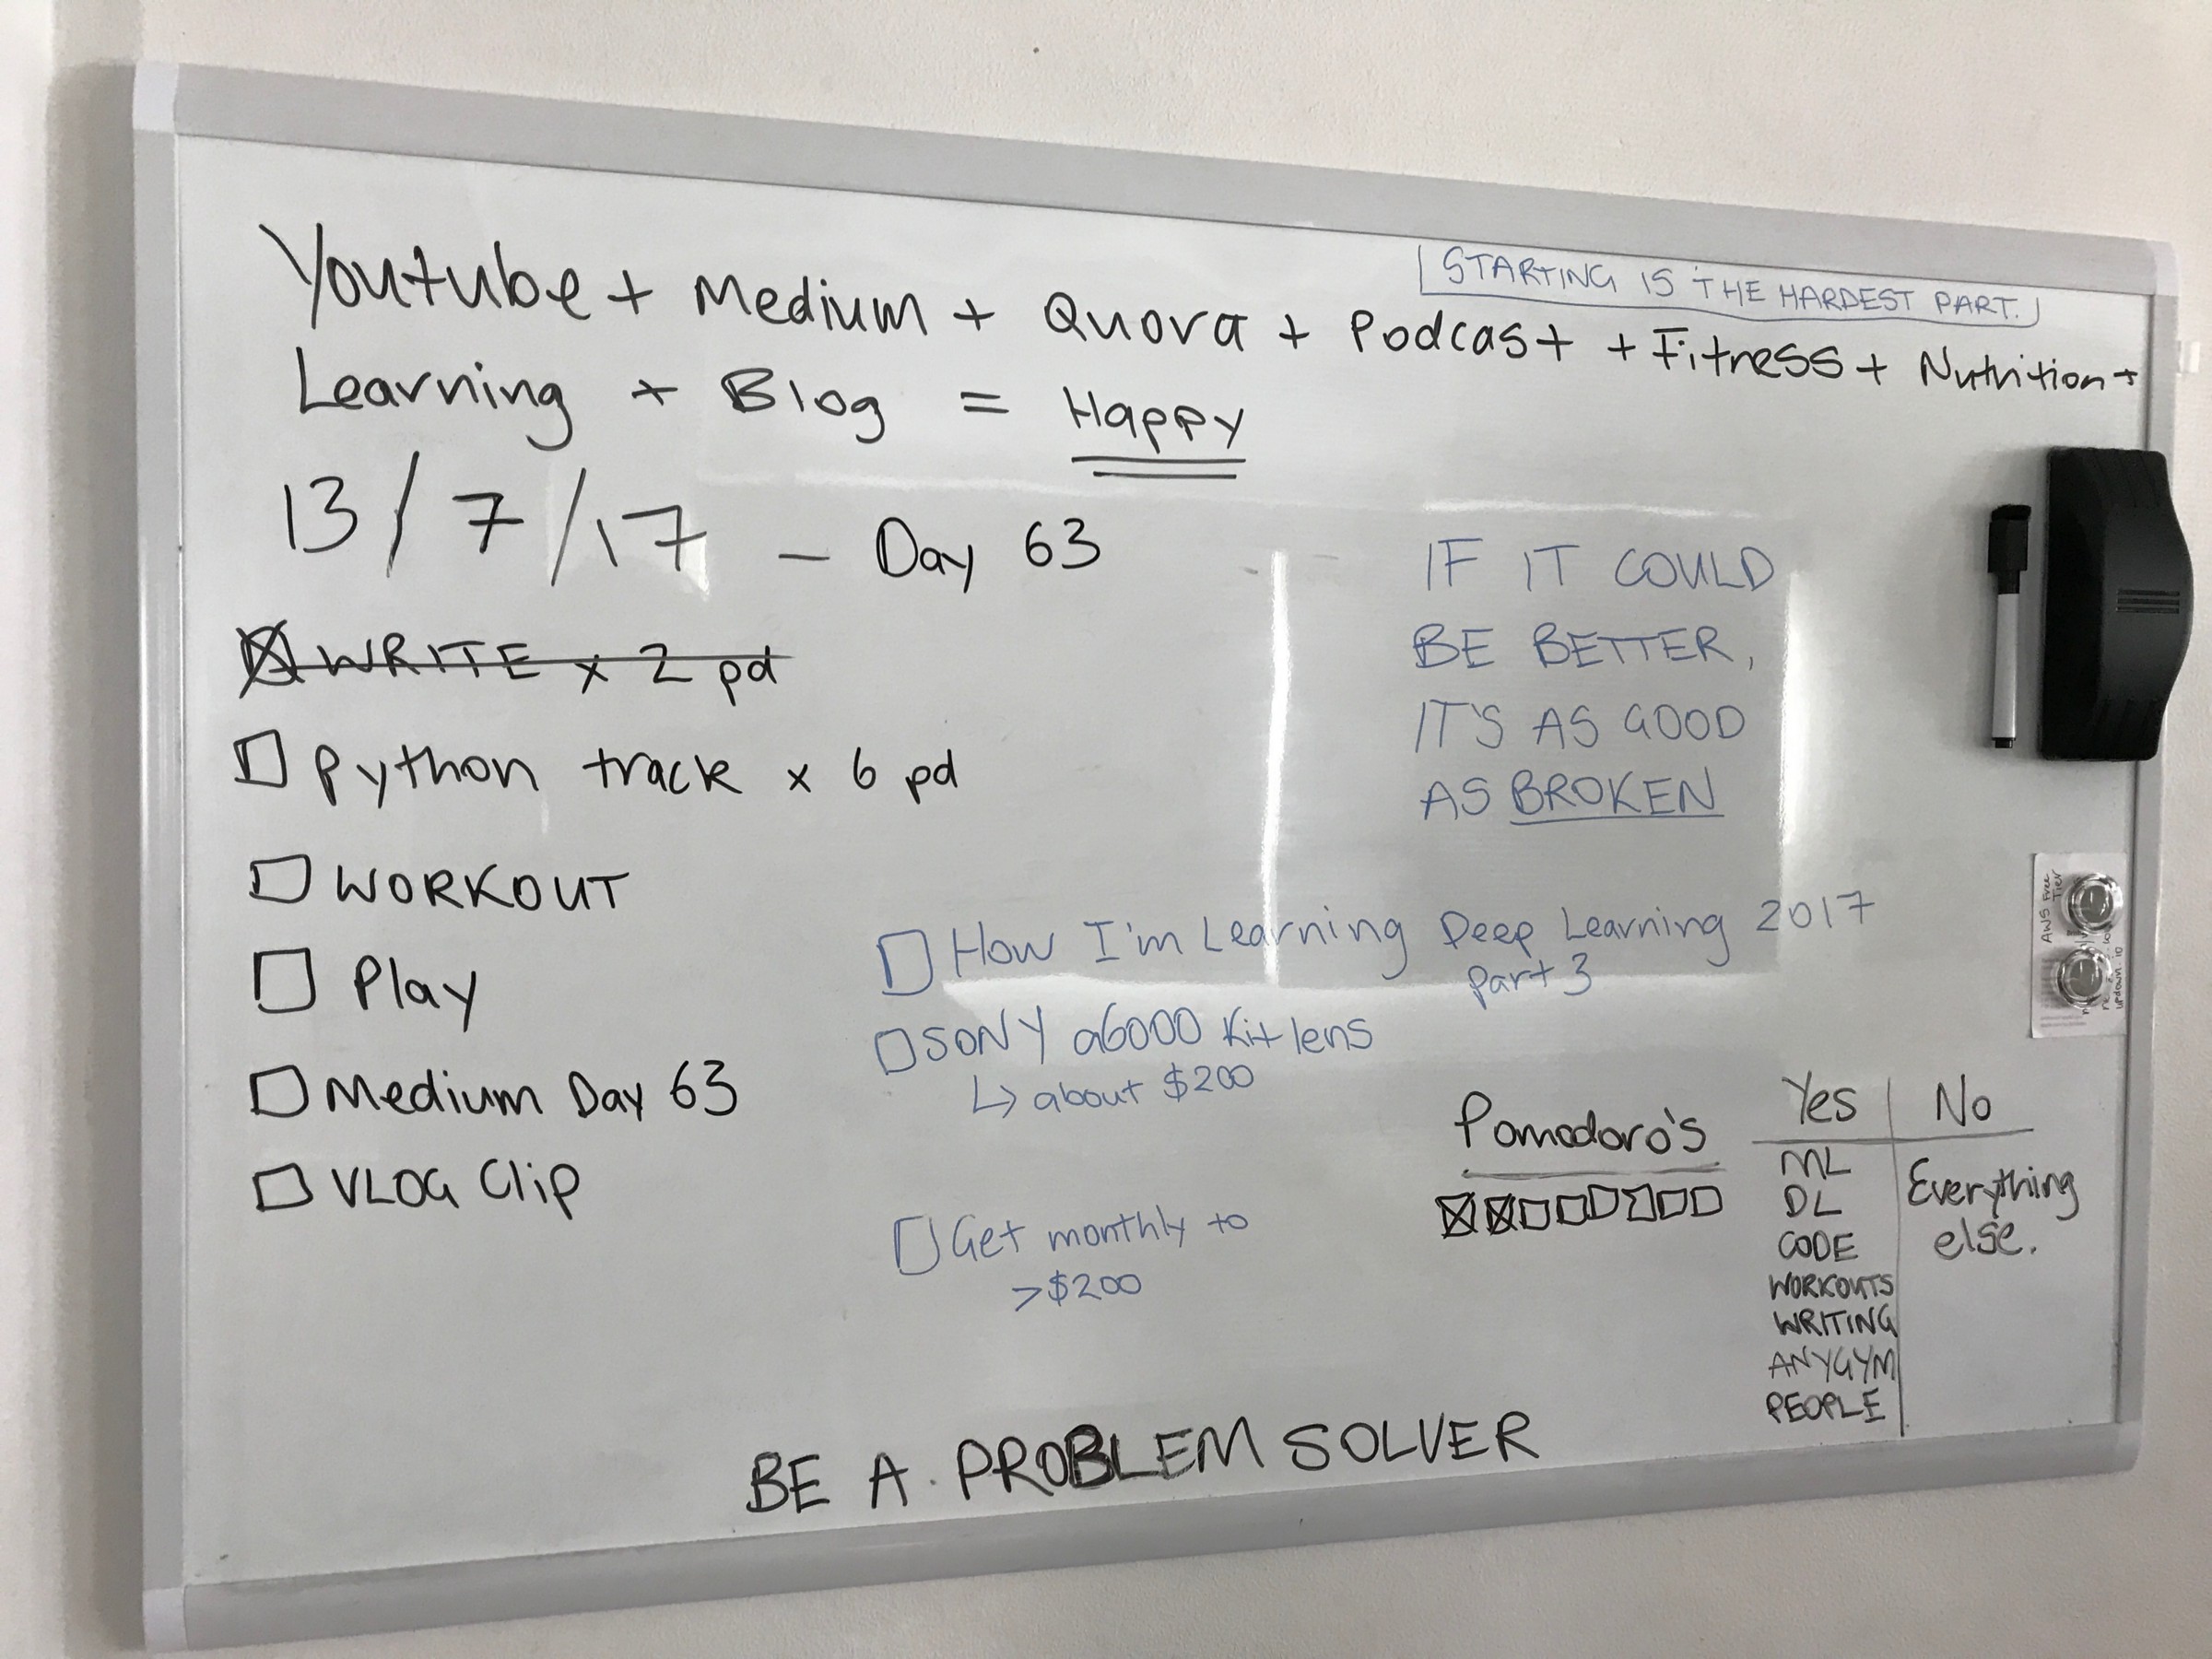 STARTING IS THE HARDEST PART.
Youtube + Medium + Quora + Podcast + Fitness + Nutrition +
Learning + Blog = Happy
13/7/17 - Day 63
WRITE x 2 pd
Python track x 6 pd
WORKOUT
Play
Medium Day 63
VLOG Clip
IF IT COULD
BE BETTER,
IT'S AS GOOD
AS BROKEN
How I'm Learning Deep Learning 2017
Part 3
SONY a6000 Kit lens
↳ about $200
Get monthly to
>$200
Pomodoro's
Yes | No
ML
DL
CODE
WORKOUTS
WRITING
ANYGYM
PEOPLE
Everything
else.
AWS Free
Tier
updown.io
BE A PROBLEM SOLVER